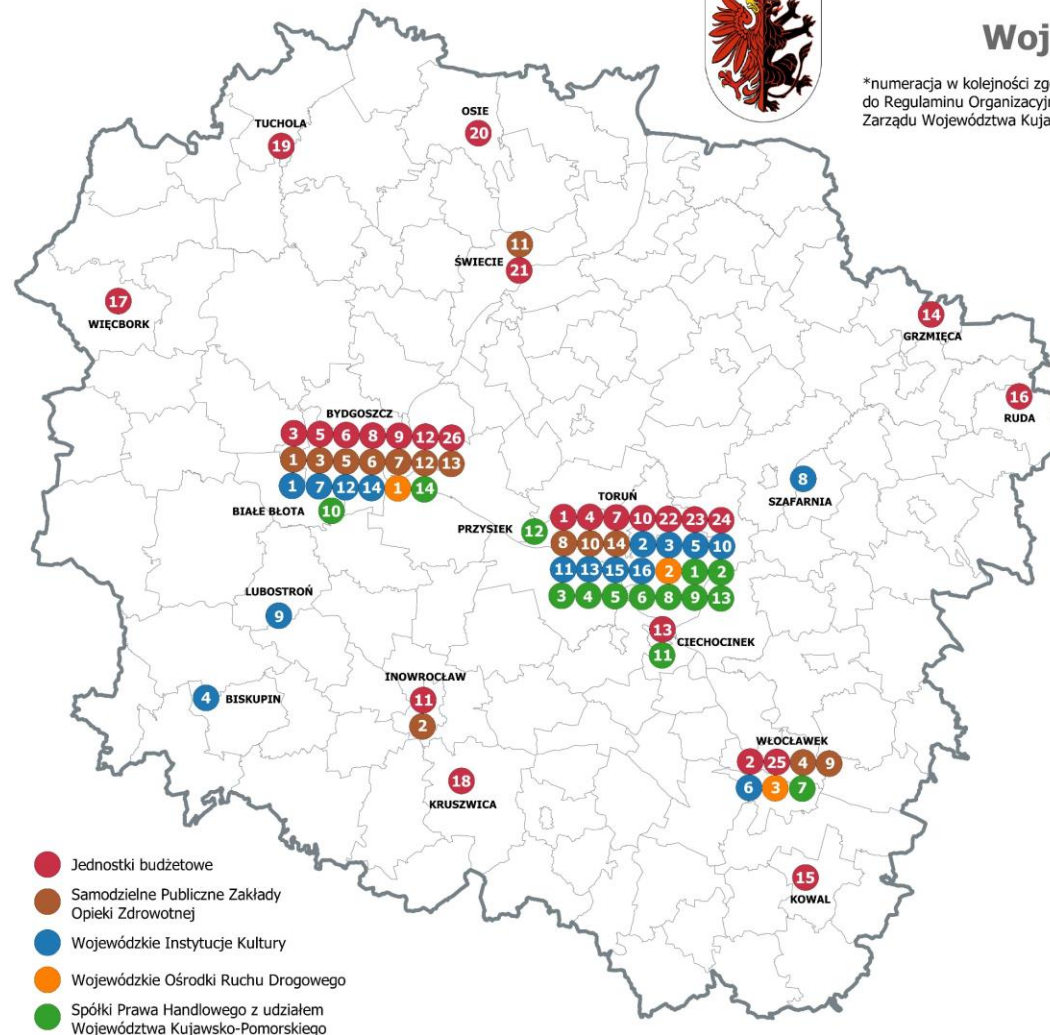 Woj
*numeracja w kolejności zg
do Regulaminu Organizacyj
Zarządu Województwa Kuja
TUCHOLA
19
OSIE
20
11
ŚWIECIE
21
17
WIĘCBORK
14
GRZMIĘCA
16
RUDA
BYDGOSZCZ
3 5 6 8 9 12 26
1 3 5 6 7 12 13
1 7 12 14 1 14
BIAŁE BŁOTA
10
8
SZAFARNIA
PRZYSIEK
12
TORUŃ
1 4 7 10 22 23 24
8 10 14 2 3 5 10
11 13 15 16 2 1 2
3 4 5 6 8 9 13
LUBOSTROŃ
9
13
CIECHOCINEK
11
4 BISKUPIN
INOWROCŁAW
11
2
18
KRUSZWICA
WŁOCŁAWEK
2 25 4 9
6 3 7
15
KOWAL
Jednostki budżetowe
Samodzielne Publiczne Zakłady
Opieki Zdrowotnej
Wojewódzkie Instytucje Kultury
Wojewódzkie Ośrodki Ruchu Drogowego
Spółki Prawa Handlowego z udziałem
Województwa Kujawsko-Pomorskiego